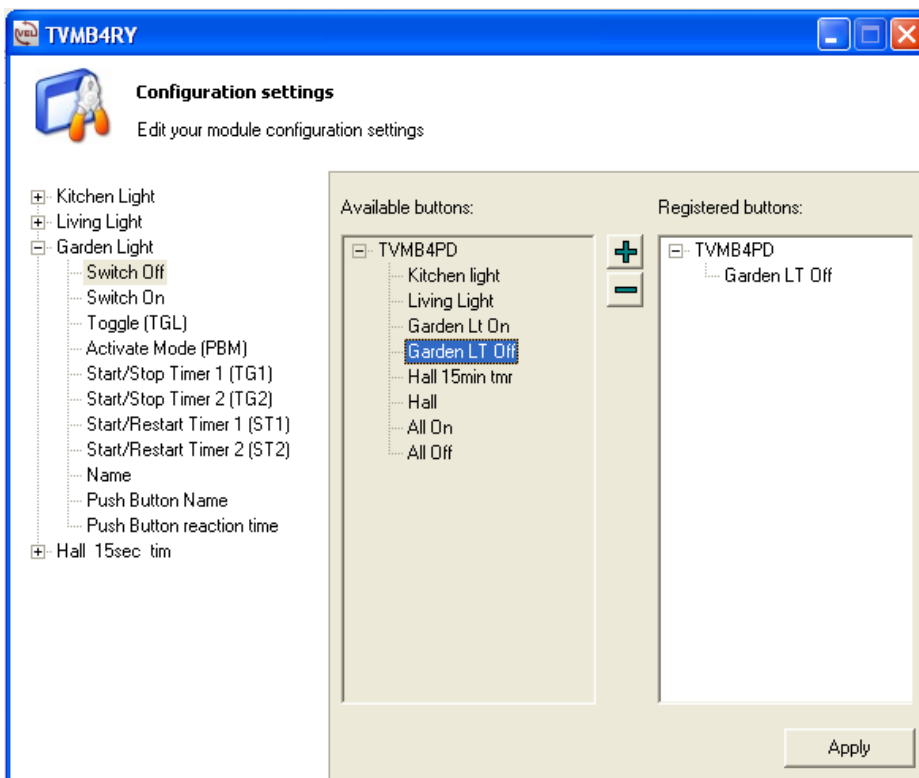 VEL TVMB4RY
Configuration settings
Edit your module configuration settings
Kitchen Light
Living Light
Garden Light
Switch Off
Switch On
Toggle (TGL)
Activate Mode (PBM)
Start/Stop Timer 1 (TG1)
Start/Stop Timer 2 (TG2)
Start/Restart Timer 1 (ST1)
Start/Restart Timer 2 (ST2)
Name
Push Button Name
Push Button reaction time
Hall 15sec tim
Available buttons:
TVMB4PD
Kitchen light
Living Light
Garden Lt On
Garden LT Off
Hall 15min tmr
Hall
All On
All Off
Registered buttons:
TVMB4PD
Garden LT Off
Apply